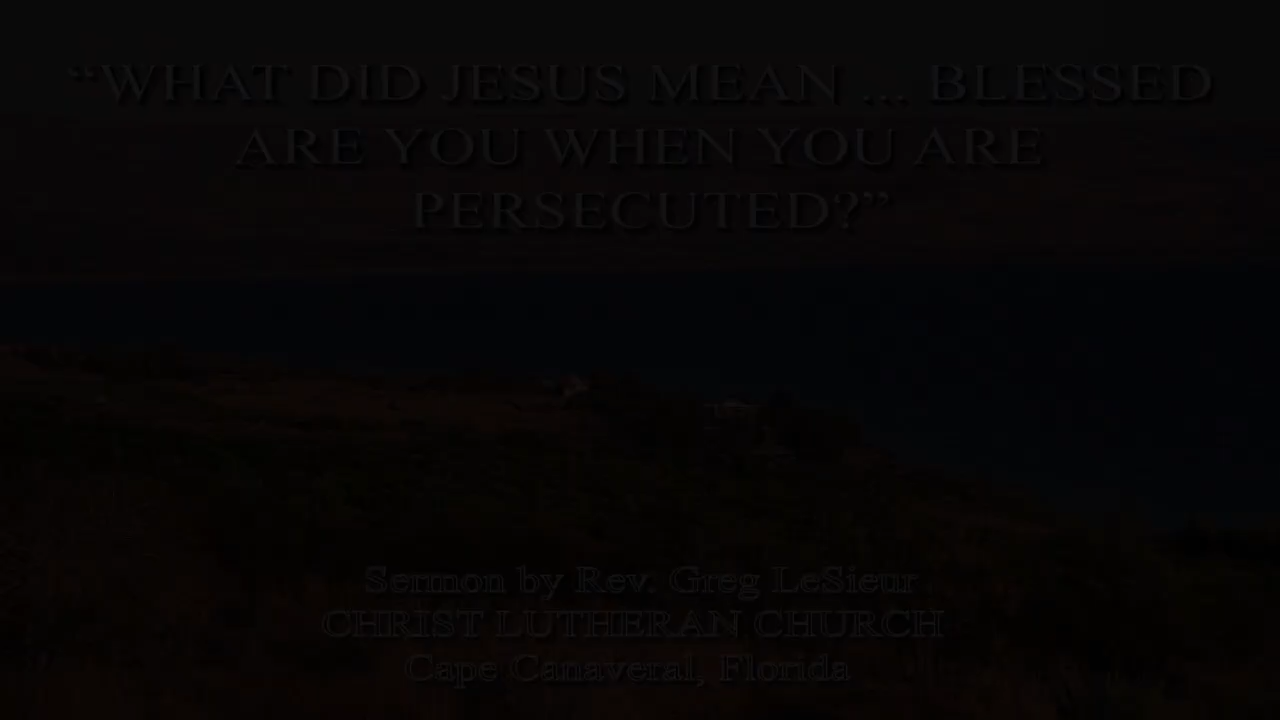 “WHAT DID JESUS MEAN ... BLESSED
ARE YOU WHEN YOU ARE
PERSECUTED?”
Sermon by Rev. Greg LeSieur
CHRIST LUTHERAN CHURCH
Cape Canaveral, Florida